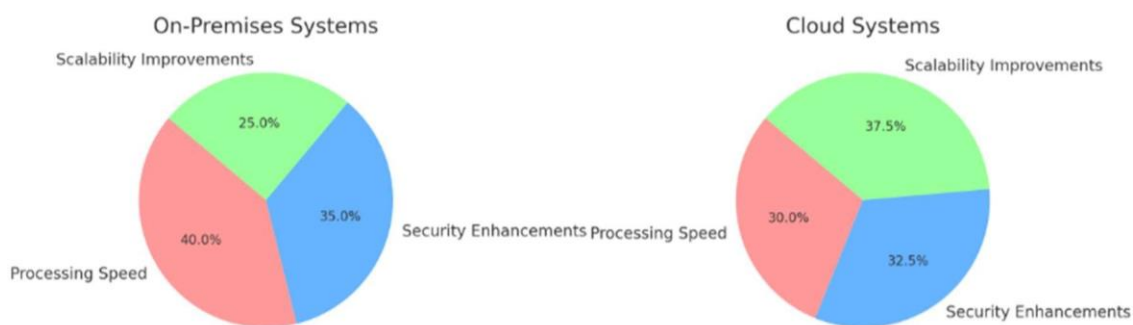 On-Premises Systems
Scalability Improvements
25.0%
35.0%
40.0%
Security Enhancements
Processing Speed
Cloud Systems
Scalability Improvements
37.5%
30.0%
Processing Speed
32.5%
Security Enhancements